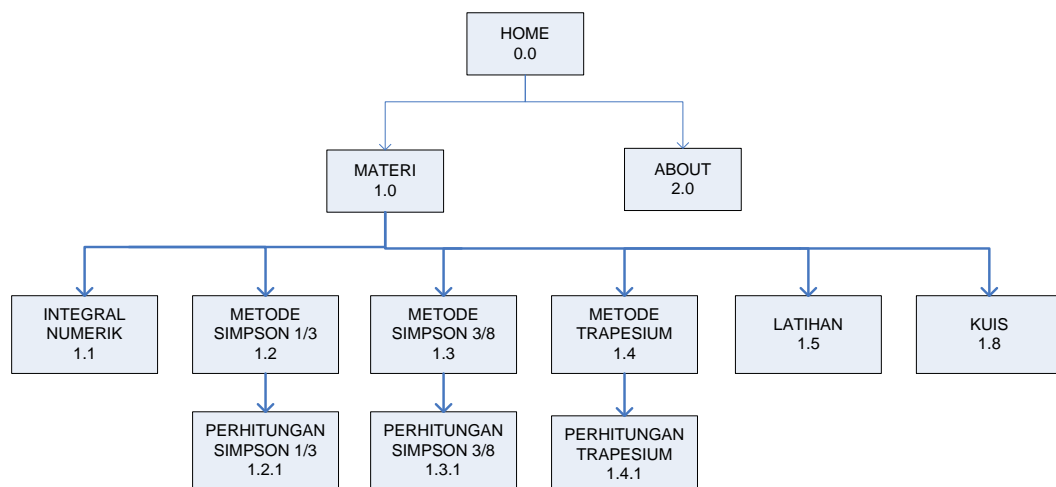 HOME
0.0
MATERI
1.0
ABOUT
2.0
INTEGRAL
NUMERIK
1.1
METODE
SIMPSON 1/3
1.2
METODE
SIMPSON 3/8
1.3
METODE
TRAPESIUM
1.4
LATIHAN
1.5
KUIS
1.8
PERHITUNGAN
SIMPSON 1/3
1.2.1
PERHITUNGAN
SIMPSON 3/8
1.3.1
PERHITUNGAN
TRAPESIUM
1.4.1